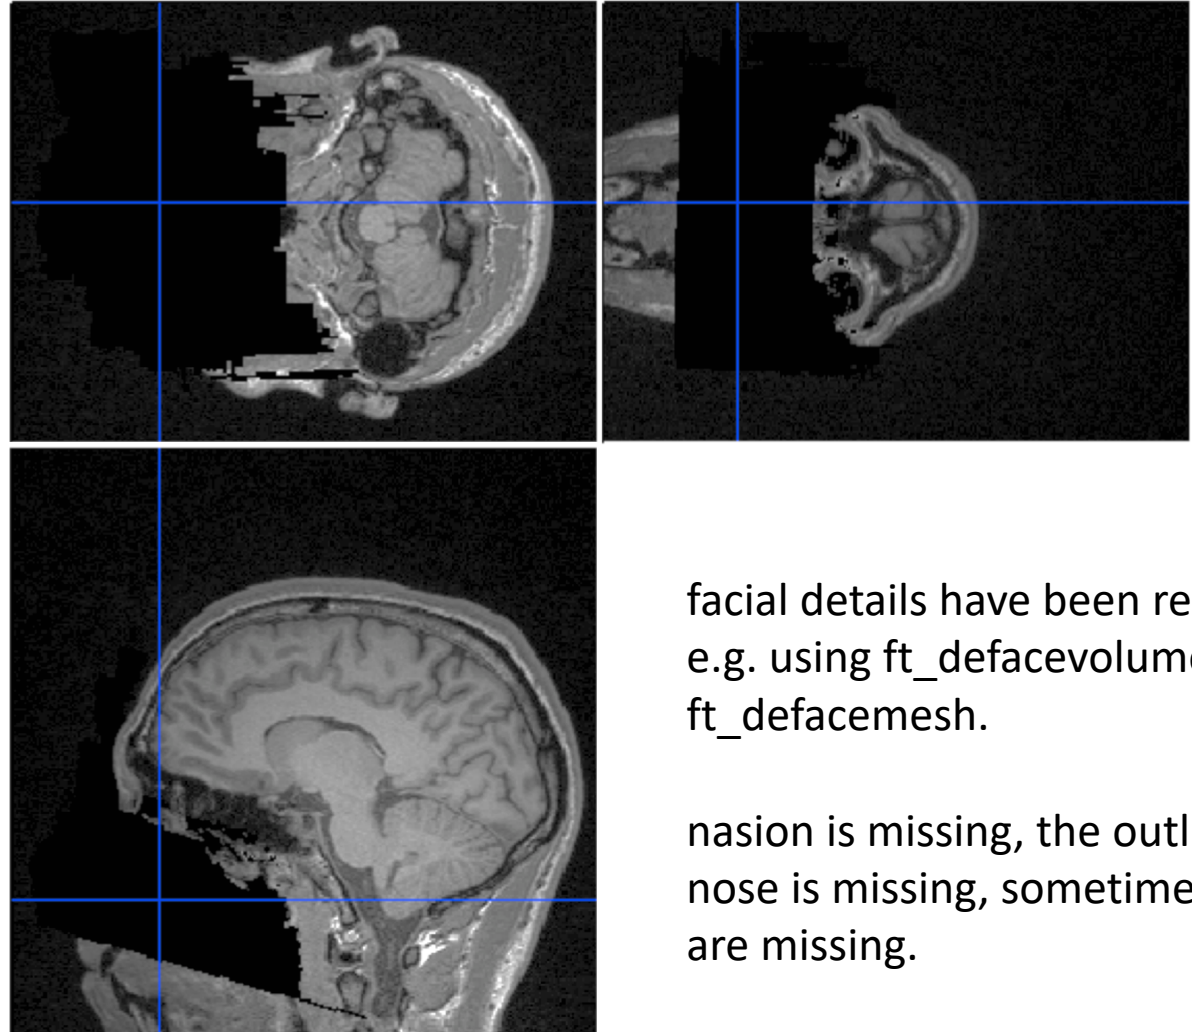 facial details have been re
e.g. using ft_defacevolume
ft_defacemesh.
nasion is missing, the outl
nose is missing, sometime
are missing.